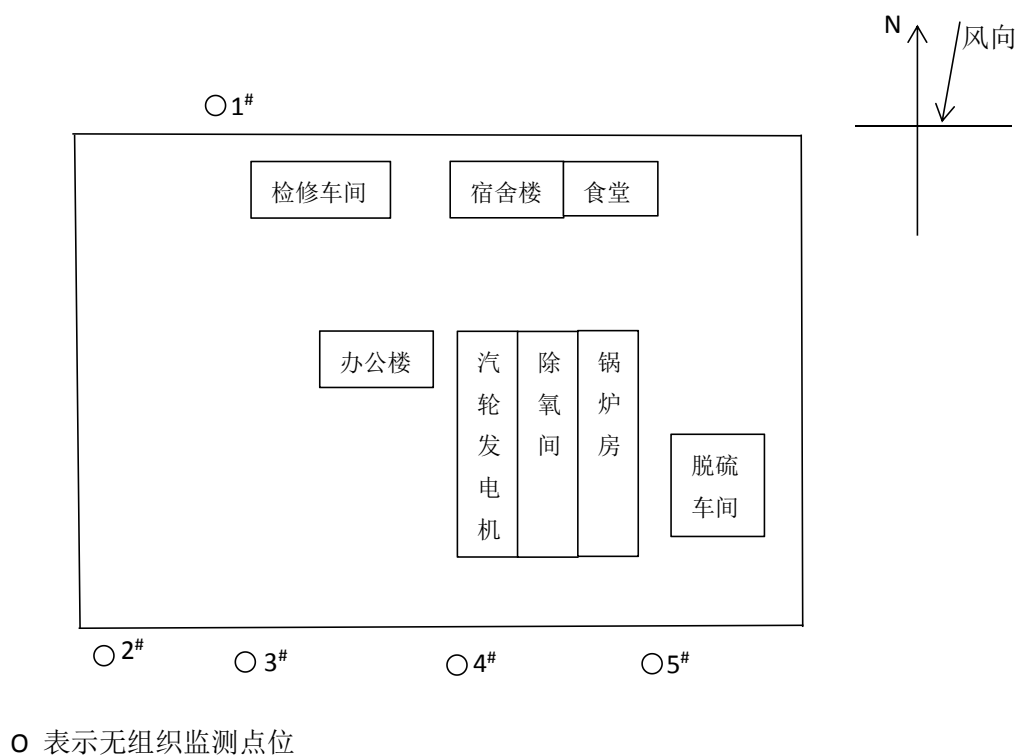 N
风向
1#
检修车间
宿舍楼
食堂
办公楼
汽轮发电机
除氧间
锅炉房
脱硫
车间
2#
3#
4#
5#
O 表示无组织监测点位